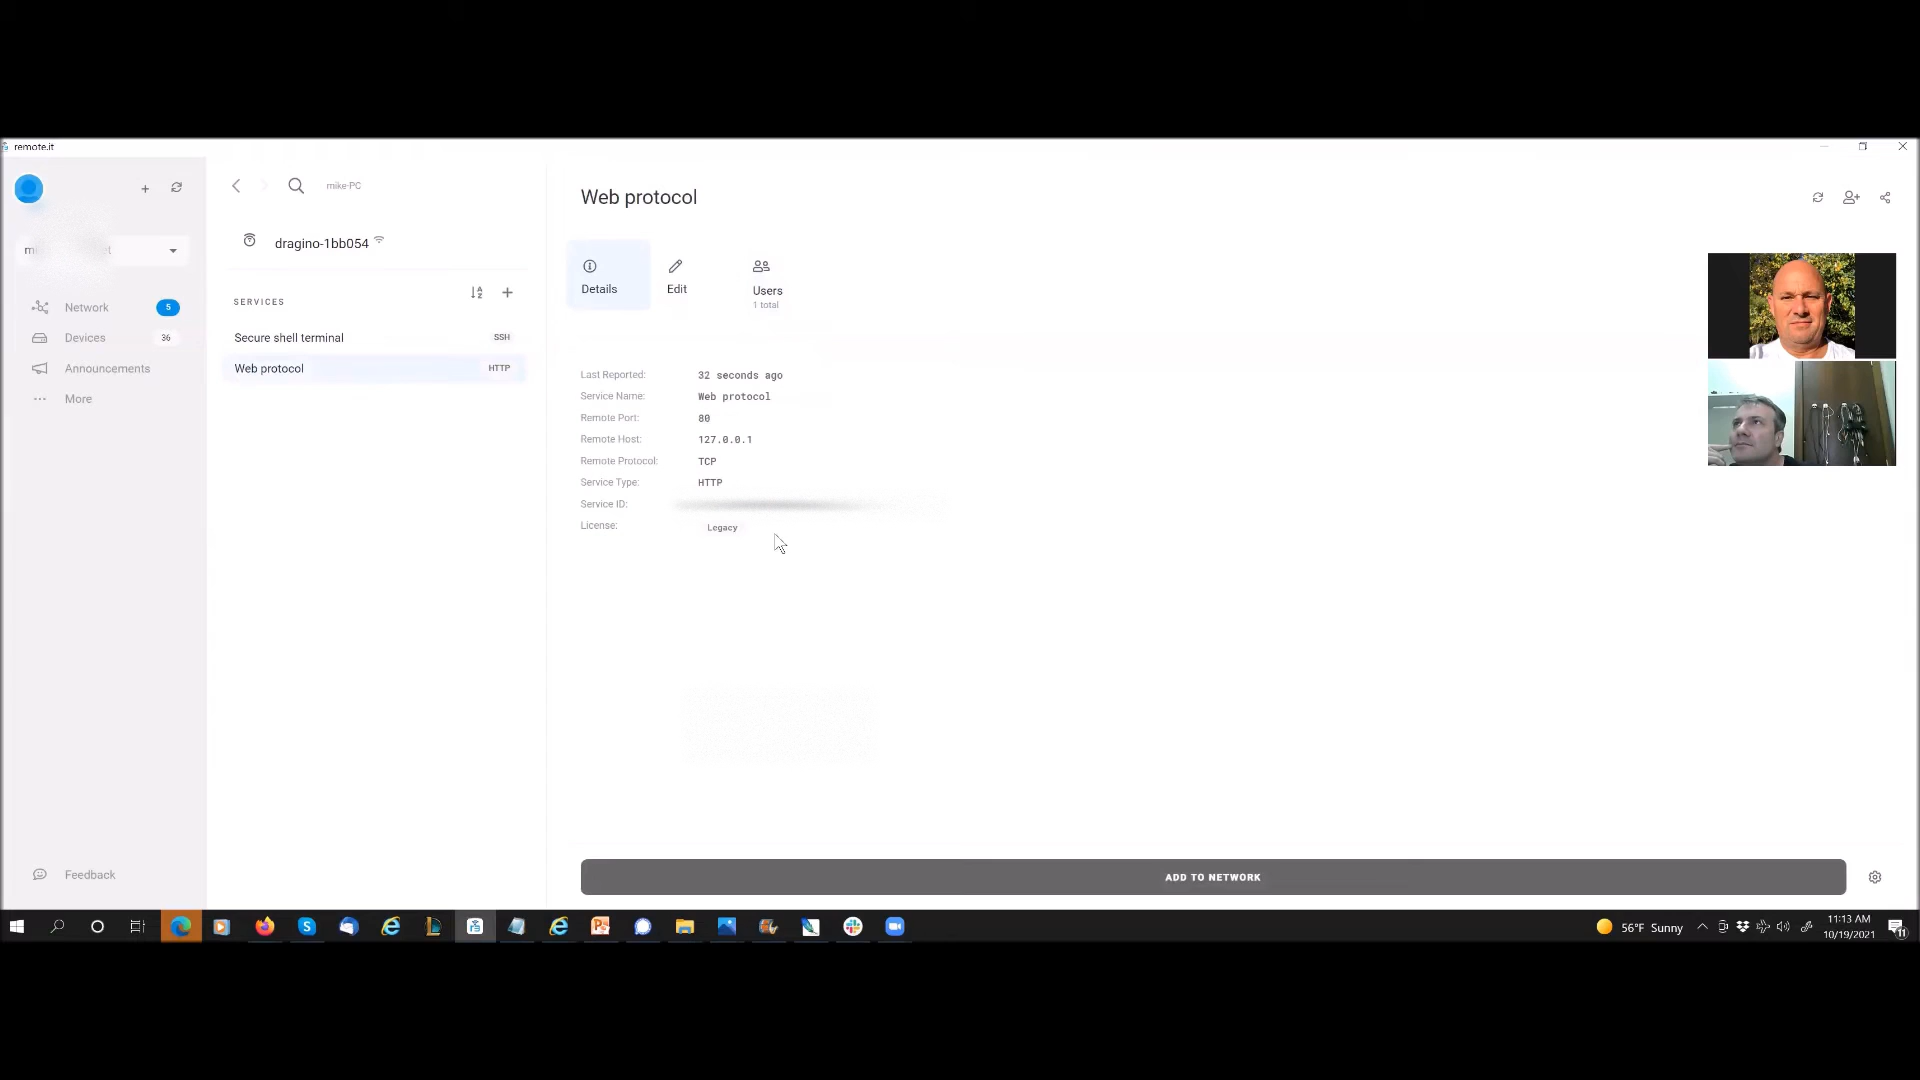 remote.it
mike-PC
Web protocol
dragino-1bb054
Details
Edit
Users
1 total
SERVICES
Network 5
Devices 36
Announcements
More
Secure shell terminal SSH
Web protocol HTTP
Last Reported: 32 seconds ago
Service Name: Web protocol
Remote Port: 80
Remote Host: 127.0.0.1
Remote Protocol: TCP
Service Type: HTTP
Service ID:
License: Legacy
Feedback
ADD TO NETWORK
56°F Sunny
11:13 AM
10/19/2021
11